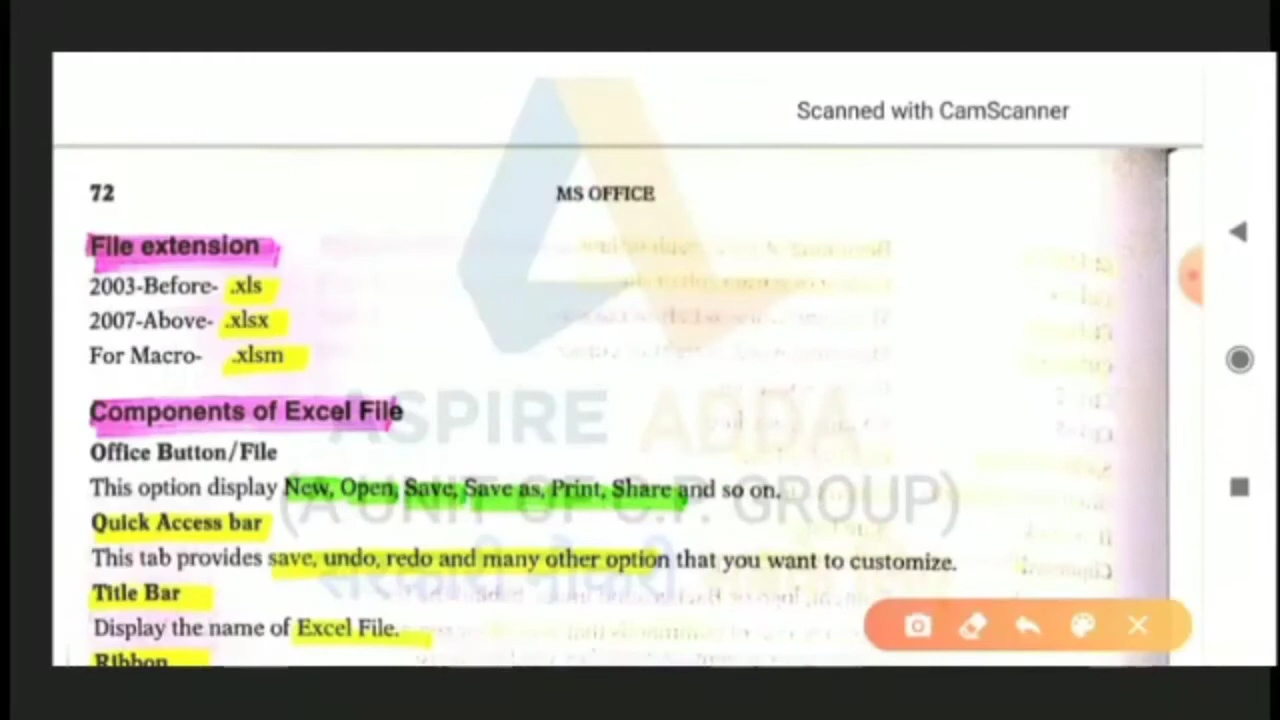 Scanned with CamScanner
72 MS OFFICE
File extension
2003-Before- .xls
2007-Above- .xlsx
For Macro- .xlsm
Components of Excel File
Office Button/File
This option display New, Open, Save, Save as, Print, Share and so on.
Quick Access bar
This tab provides save, undo, redo and many other option that you want to customize.
Title Bar
Display the name of Excel File.
Ribbon
ASPIRE ADDA
(A UNIT OF C.P. GROUP)
सरकारी नौकरी